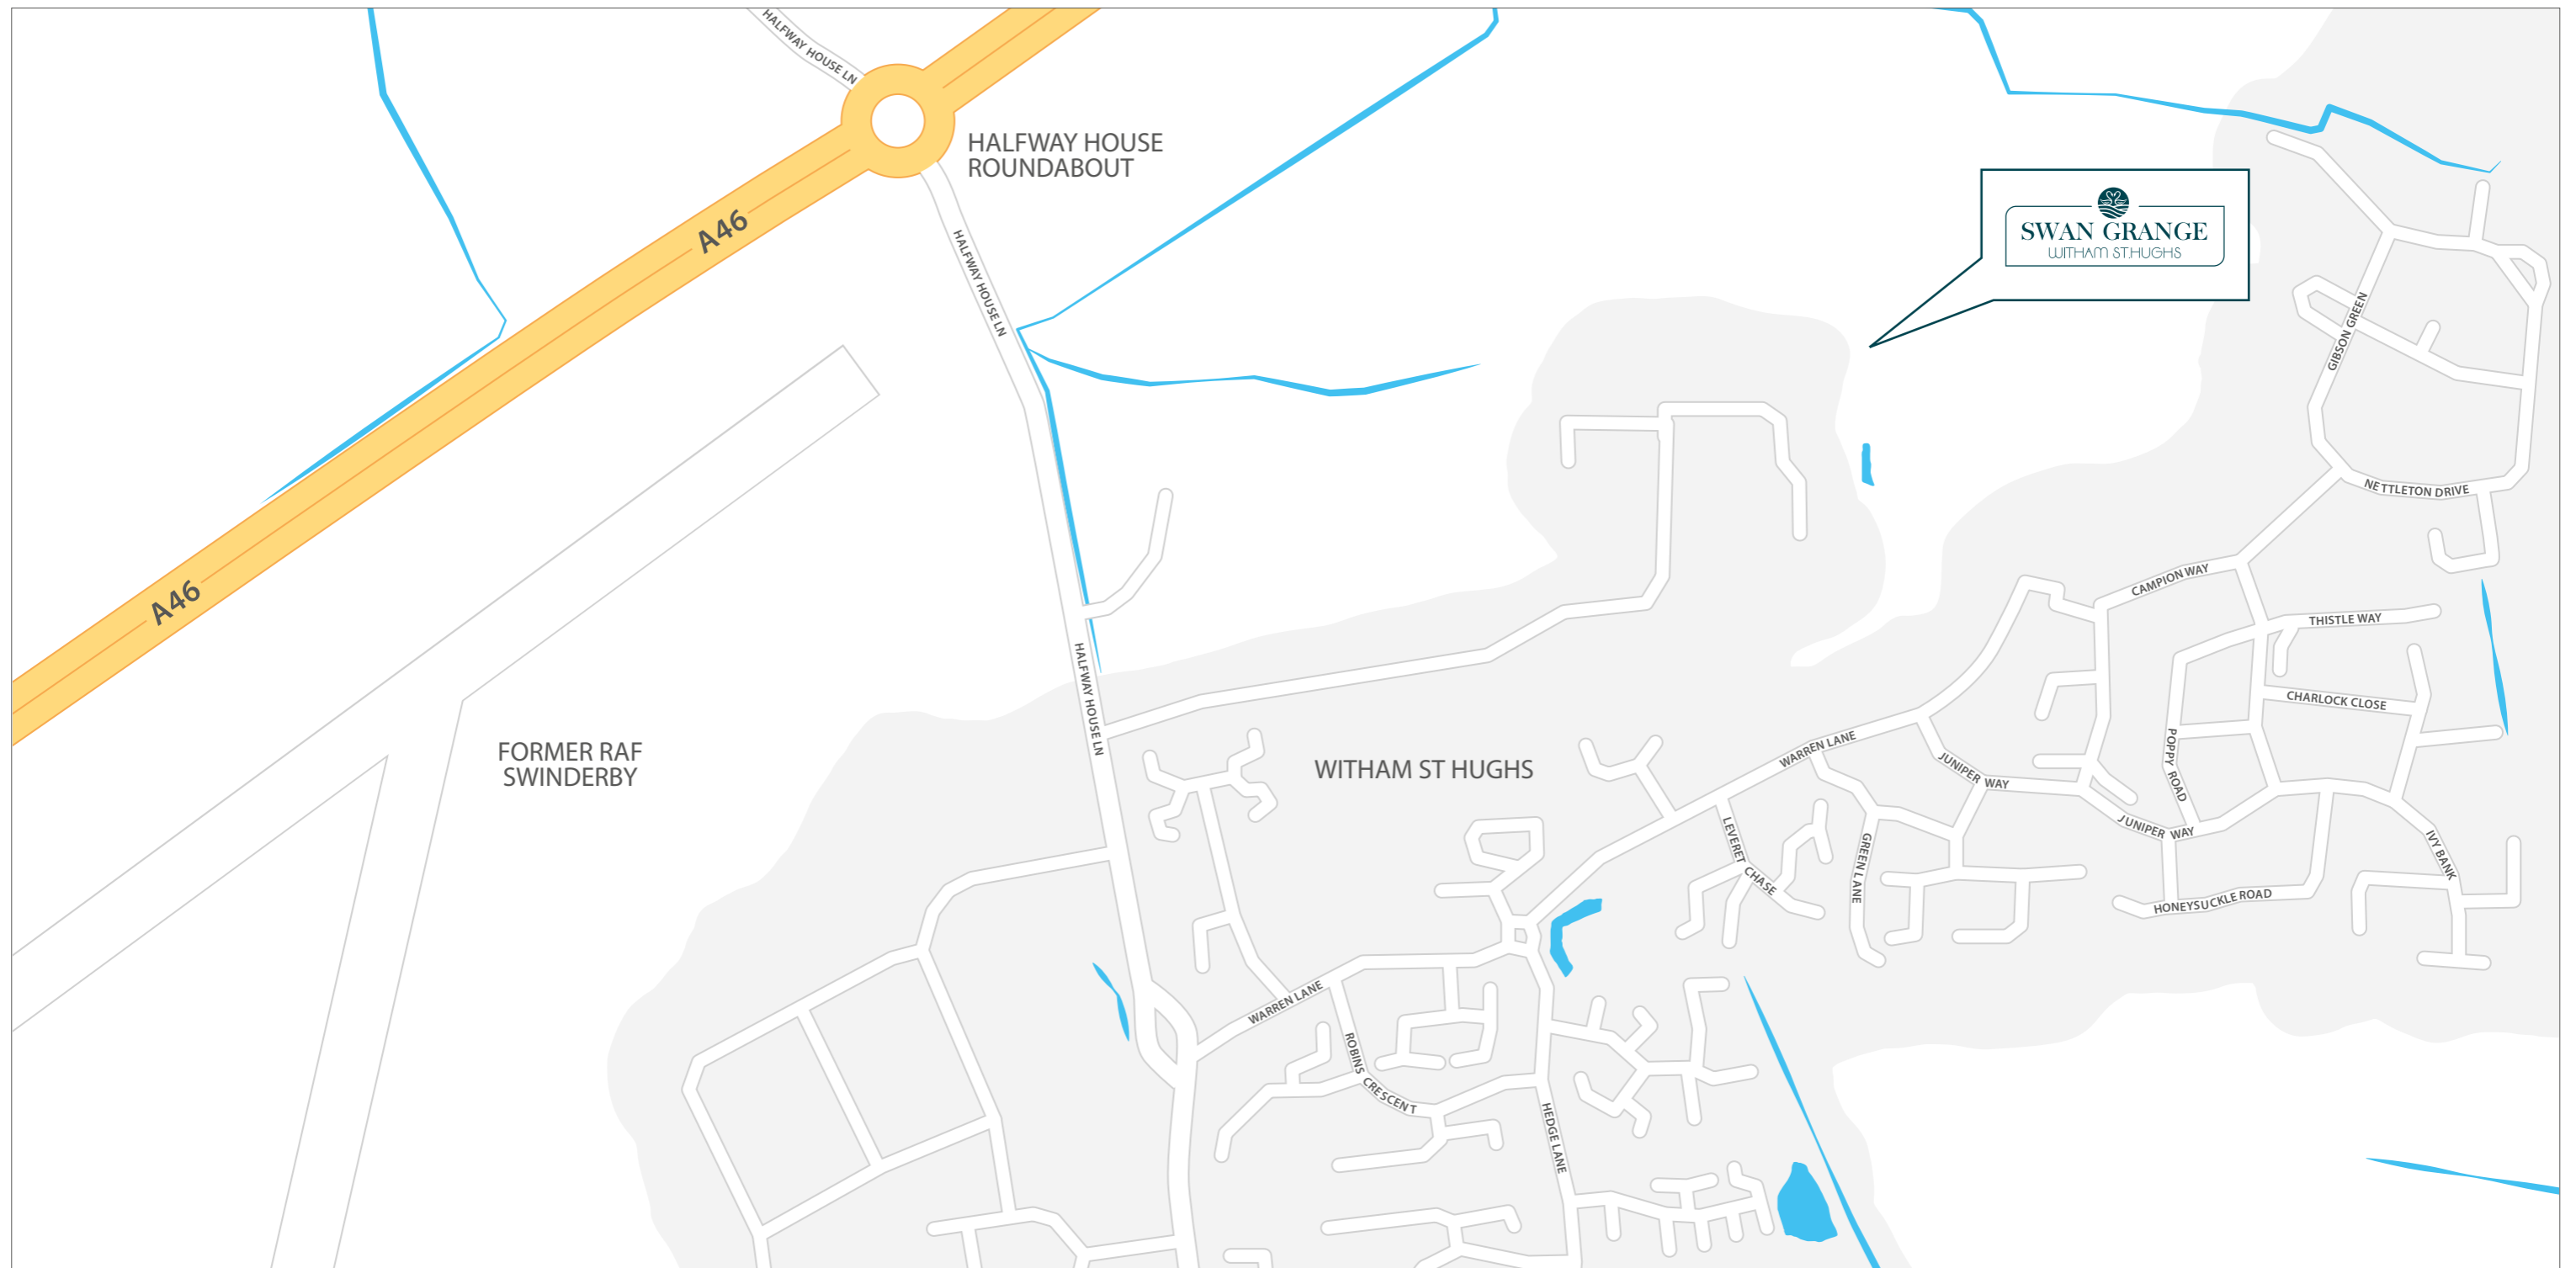 HALFWAY HOUSE LN
HALFWAY HOUSE
ROUNDABOUT
A46
HALFWAY HOUSE LN
SWAN GRANGE
WITHAM ST.HUGHS
GIBSON GREEN
NETTLETON DRIVE
A46
CAMPION WAY
THISTLE WAY
HALFWAY HOUSE LN
CHARLOCK CLOSE
FORMER RAF
SWINDERBY
WITHAM ST HUGHS
WARREN LANE
JUNIPER WAY
POPPY ROAD
JUNIPER WAY
LEVERET CHASE
GREEN LANE
IVY BANK
HONEYSUCKLE ROAD
WARREN LANE
ROBINS CRESCENT
HEDGE LANE